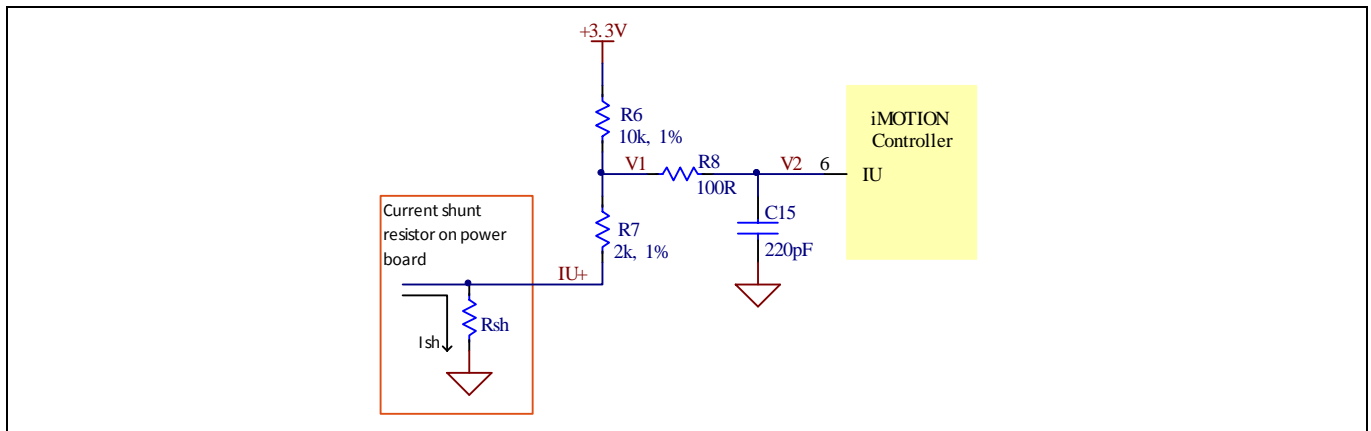 +3.3V
R6
10k, 1%
iMOTION
Controller
V1
R8
100R
V2
6
IU
C15
220pF
R7
2k, 1%
Current shunt
resistor on power
board
IU+
Rsh
Ish